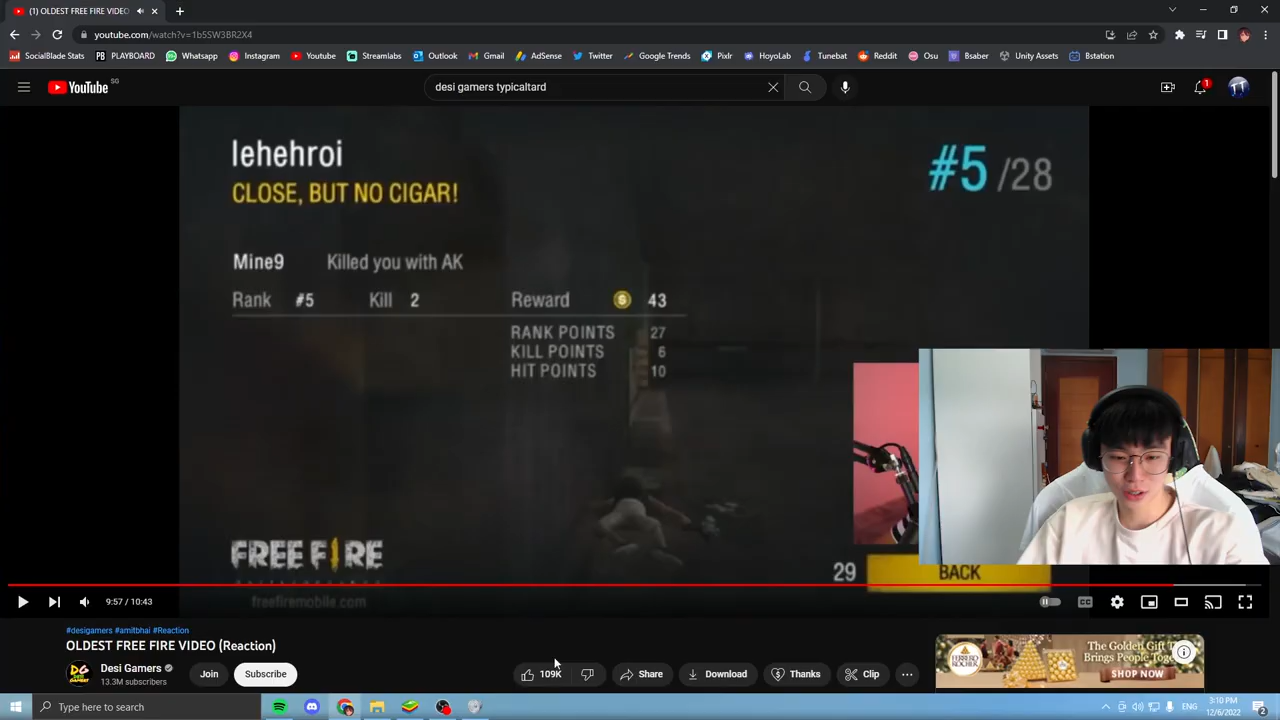 (1) OLDEST FREE FIRE VIDEO
youtube.com/watch?v=1b5SW3BR2X4
SocialBlade Stats
PLAYBOARD
Whatsapp
Instagram
Youtube
Streamlabs
Outlook
Gmail
AdSense
Twitter
Google Trends
Pixlr
HoyoLab
Tunebat
Reddit
Osu
Bsaber
Unity Assets
Bstation
YouTube SG
desi gamers typicaltard
1
lehehroi
#5 /28
CLOSE, BUT NO CIGAR!
Mine9 Killed you with AK
Rank #5 Kill 2 Reward S 43
RANK POINTS 27
KILL POINTS 6
HIT POINTS 10
FREE FIRE
freefiremobile.com
29 BACK
9:57 / 10:43
CC
#desigamers #amitbhai #Reaction
OLDEST FREE FIRE VIDEO (Reaction)
Desi Gamers
13.3M subscribers
Join
Subscribe
109K
Share
Download
Thanks
Clip
FERRERO ROCHER
The Golden Gift T
Brings People Toge
SHOP NOW
Type here to search
ENG
3:10 PM
12/6/2022
2